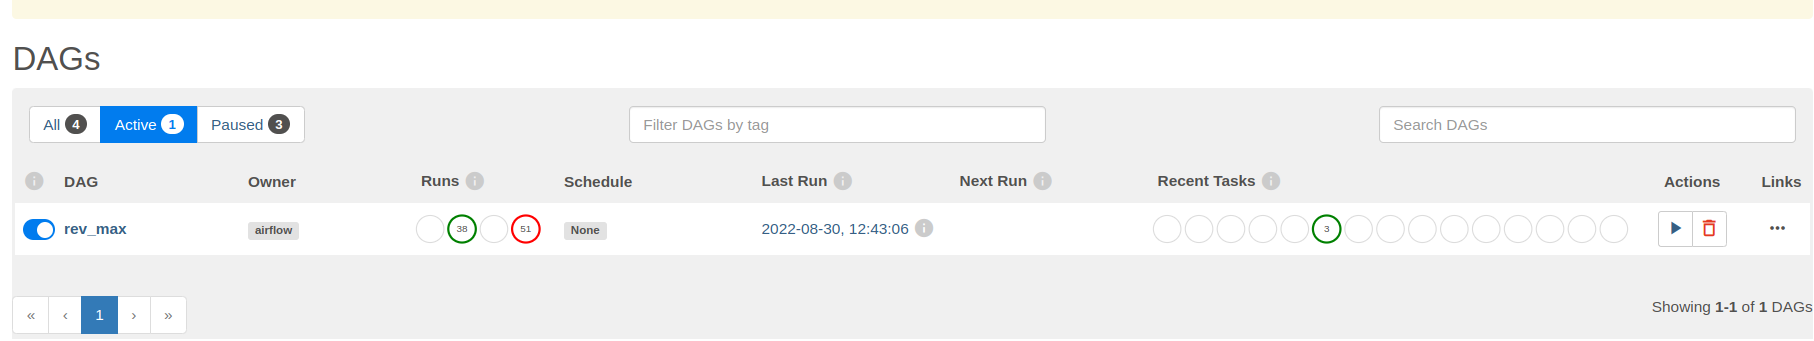 DAGs
All 4 Active 1 Paused 3 Filter DAGs by tag Search DAGs
i DAG Owner Runs i Schedule Last Run i Next Run i Recent Tasks i Actions Links
rev_max airflow 38 51 None 2022-08-30, 12:43:06 i 3 •••
« ‹ 1 › » Showing 1-1 of 1 DAGs